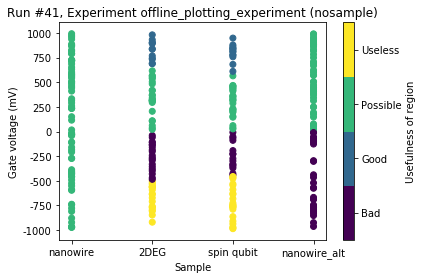 Run #41, Experiment offline_plotting_experiment (nosample)
1000
750
500
250
0
-250
-500
-750
-1000
Gate voltage (mV)
nanowire
2DEG
spin qubit
nanowire_alt
Sample
Useless
Possible
Good
Bad
Usefulness of region